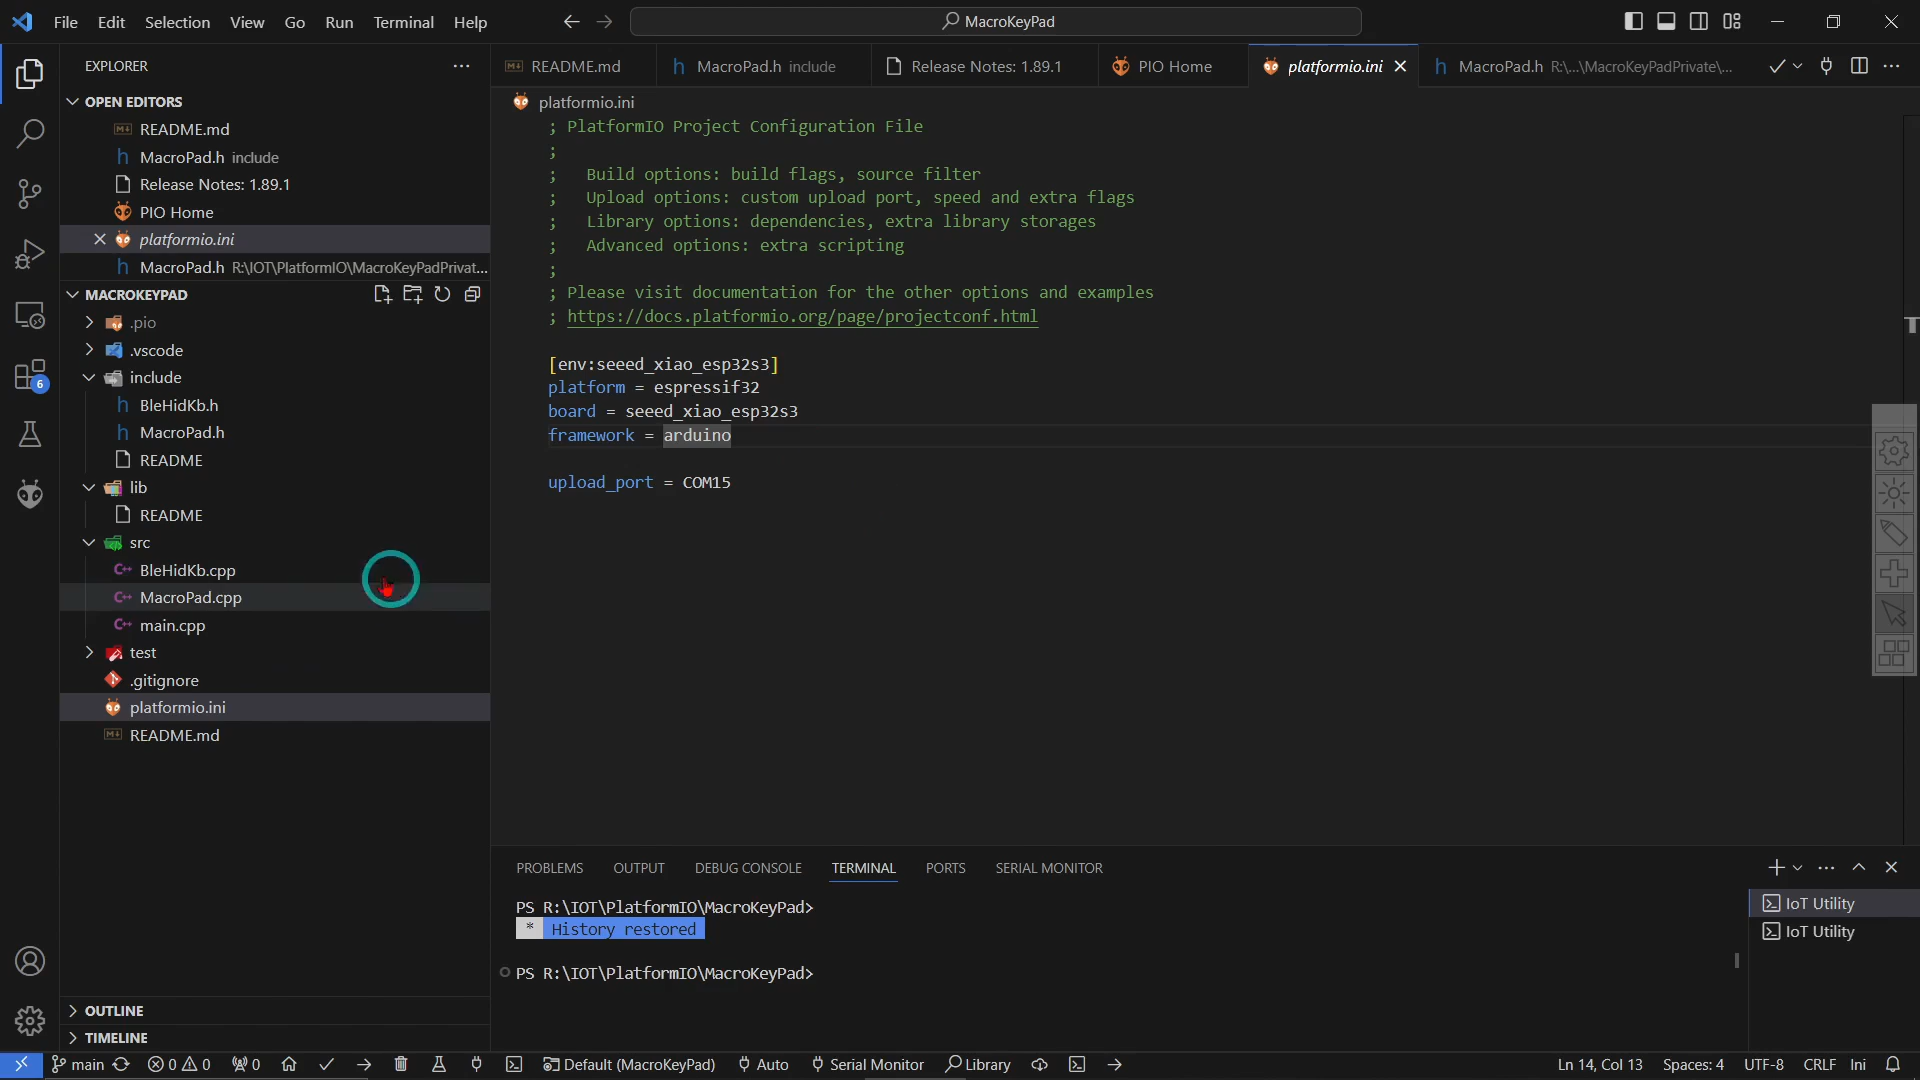 File Edit Selection View Go Run Terminal Help
MacroKeyPad
EXPLORER
OPEN EDITORS
README.md
MacroPad.h include
Release Notes: 1.89.1
PIO Home
platformio.ini
MacroPad.h R:\IOT\PlatformIO\MacroKeyPadPrivat...
MACROKEYPAD
.pio
.vscode
include
BleHidKb.h
MacroPad.h
README
lib
README
src
BleHidKb.cpp
MacroPad.cpp
main.cpp
test
.gitignore
platformio.ini
README.md
OUTLINE
TIMELINE
6
README.md
MacroPad.h include
Release Notes: 1.89.1
PIO Home
platformio.ini
MacroPad.h R:\...\MacroKeyPadPrivate\...
platformio.ini
; PlatformIO Project Configuration File
;
;   Build options: build flags, source filter
;   Upload options: custom upload port, speed and extra flags
;   Library options: dependencies, extra library storages
;   Advanced options: extra scripting
;
; Please visit documentation for the other options and examples
; https://docs.platformio.org/page/projectconf.html
[env:seeed_xiao_esp32s3]
platform = espressif32
board = seeed_xiao_esp32s3
framework = arduino
upload_port = COM15
PROBLEMS OUTPUT DEBUG CONSOLE TERMINAL PORTS SERIAL MONITOR
PS R:\IOT\PlatformIO\MacroKeyPad>
* History restored
PS R:\IOT\PlatformIO\MacroKeyPad>
IoT Utility
IoT Utility
main 0 0 0 Default (MacroKeyPad) Auto Serial Monitor Library Ln 14, Col 13 Spaces: 4 UTF-8 CRLF Ini